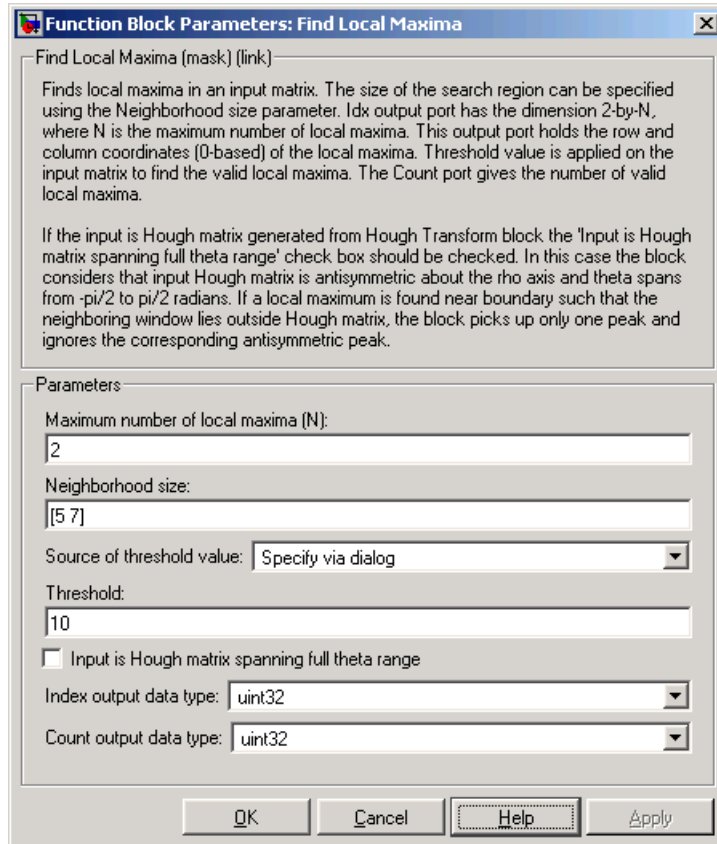 Function Block Parameters: Find Local Maxima
Find Local Maxima (mask) (link)
Finds local maxima in an input matrix. The size of the search region can be specified
using the Neighborhood size parameter. Idx output port has the dimension 2-by-N,
where N is the maximum number of local maxima. This output port holds the row and
column coordinates (0-based) of the local maxima. Threshold value is applied on the
input matrix to find the valid local maxima. The Count port gives the number of valid
local maxima.
If the input is Hough matrix generated from Hough Transform block the 'Input is Hough
matrix spanning full theta range' check box should be checked. In this case the block
considers that input Hough matrix is antisymmetric about the rho axis and theta spans
from -pi/2 to pi/2 radians. If a local maximum is found near boundary such that the
neighboring window lies outside Hough matrix, the block picks up only one peak and
ignores the corresponding antisymmetric peak.
Parameters
Maximum number of local maxima (N):
2
Neighborhood size:
[5 7]
Source of threshold value: Specify via dialog
Threshold:
10
Input is Hough matrix spanning full theta range
Index output data type: uint32
Count output data type: uint32
OK Cancel Help Apply